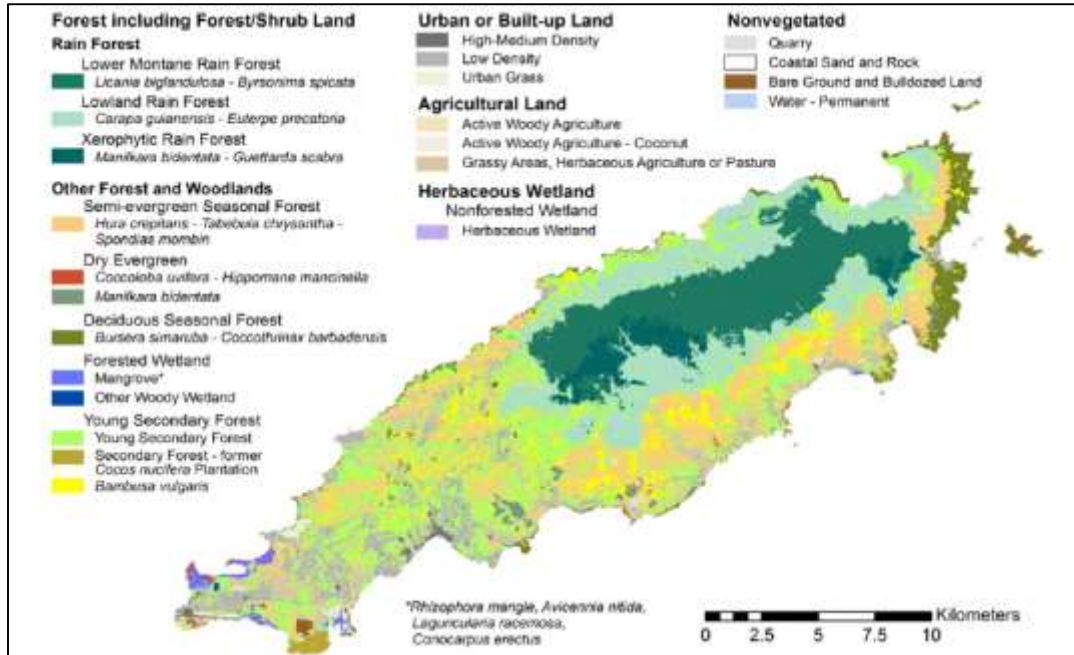 Forest including Forest/Shrub Land
Rain Forest
Lower Montane Rain Forest
Licania biglandulosa - Byrsonima spicata
Lowland Rain Forest
Carapa guianensis - Euterpe precatoria
Xerophytic Rain Forest
Manilkara bidentata - Guettarda scabra
Other Forest and Woodlands
Semi-evergreen Seasonal Forest
Hura crepitans - Tabebuia chrysantha -
Spondias mombin
Dry Evergreen
Coccoloba uvifera - Hippomane mancinella
Manilkara bidentata
Deciduous Seasonal Forest
Bursera simaruba - Coccothrinax barbadensis
Forested Wetland
Mangrove*
Other Woody Wetland
Young Secondary Forest
Young Secondary Forest
Secondary Forest - former
Cocos nucifera Plantation
Bambusa vulgaris
Urban or Built-up Land
High-Medium Density
Low Density
Urban Grass
Agricultural Land
Active Woody Agriculture
Active Woody Agriculture - Coconut
Grassy Areas, Herbaceous Agriculture or Pasture
Herbaceous Wetland
Nonforested Wetland
Herbaceous Wetland
Nonvegetated
Quarry
Coastal Sand and Rock
Bare Ground and Bulldozed Land
Water - Permanent
*Rhizophora mangle, Avicennia nitida,
Laguncularia racemosa,
Conocarpus erectus
Kilometers
0 2.5 5 7.5 10